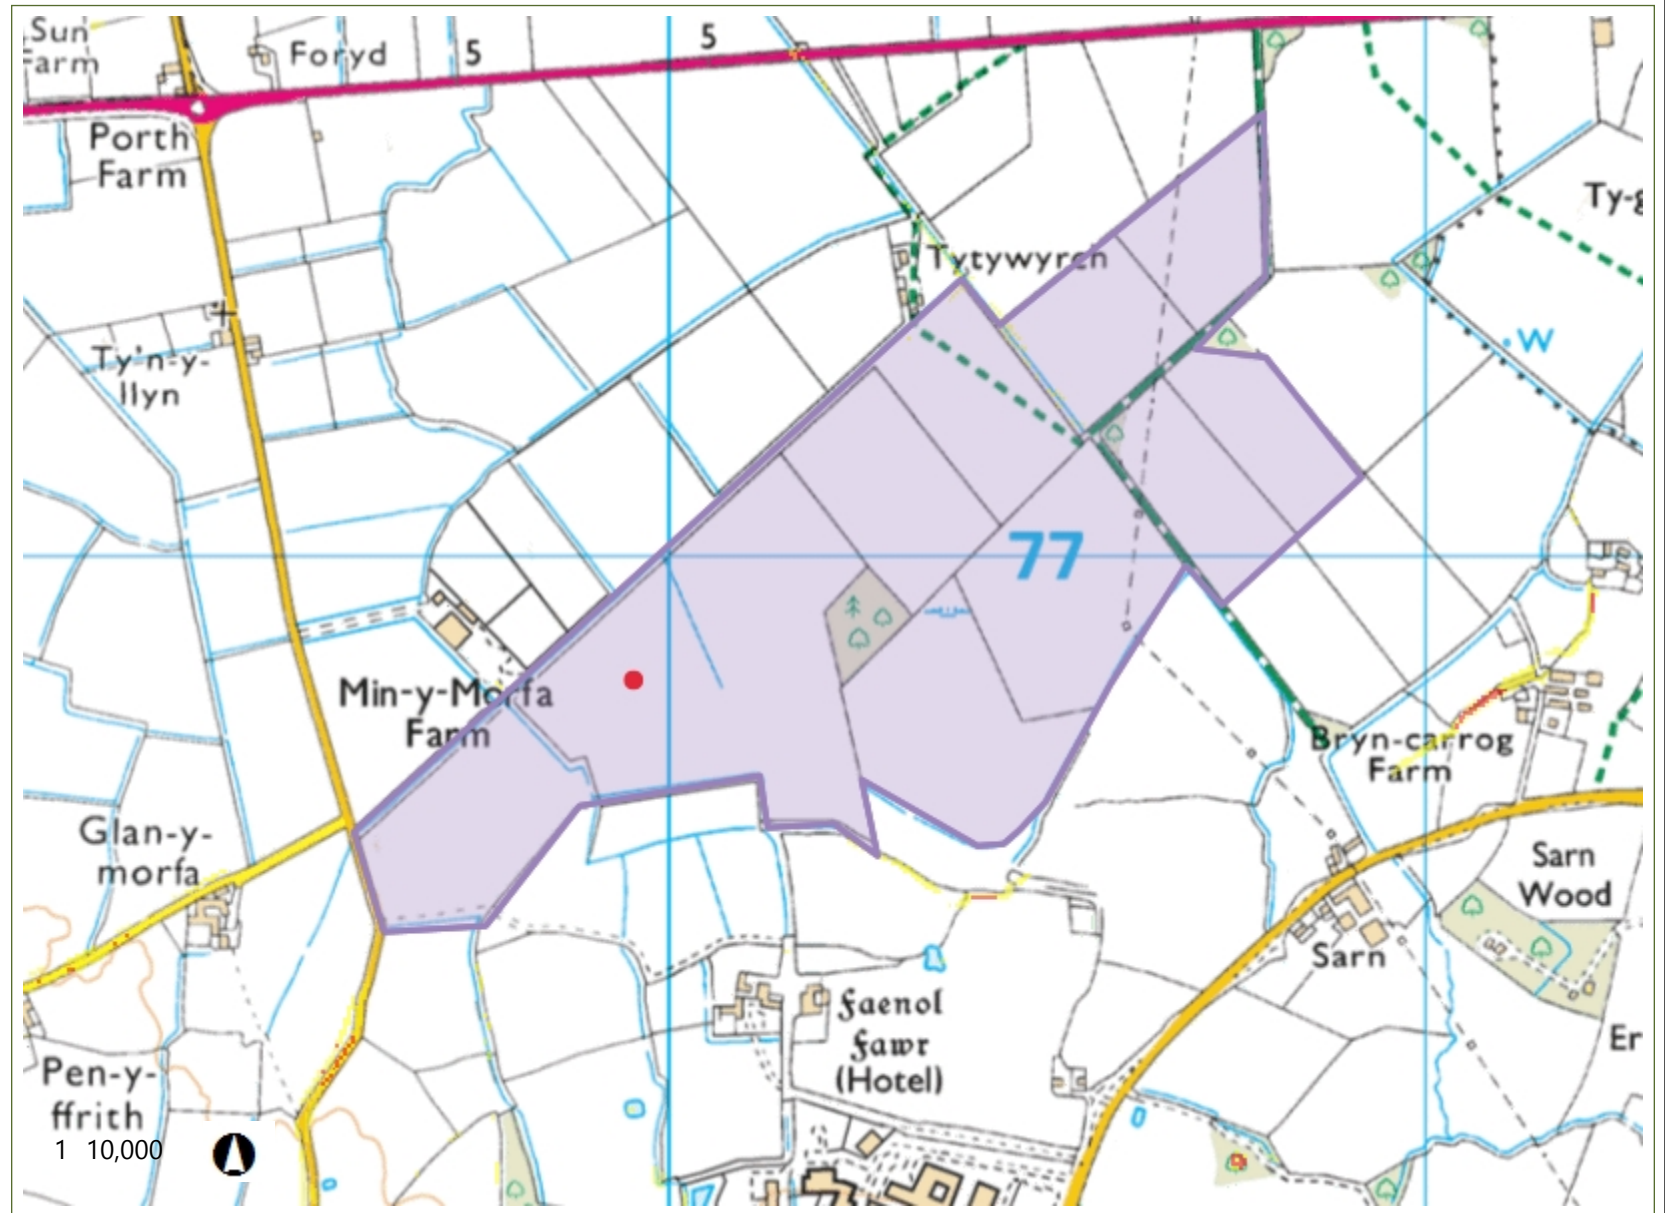 Sun
Farm
Foryd
5
5
Porth
Farm
Ty-g
Tytywyren
W
Ty'n-y-
llyn
77
Min-y-Morfa
Farm
Bryn-carrog
Farm
Glan-y-
morfa
Sarn
Wood
Sarn
Faenol
Fawr
(Hotel)
Er
Pen-y-
ffrith
1 10,000